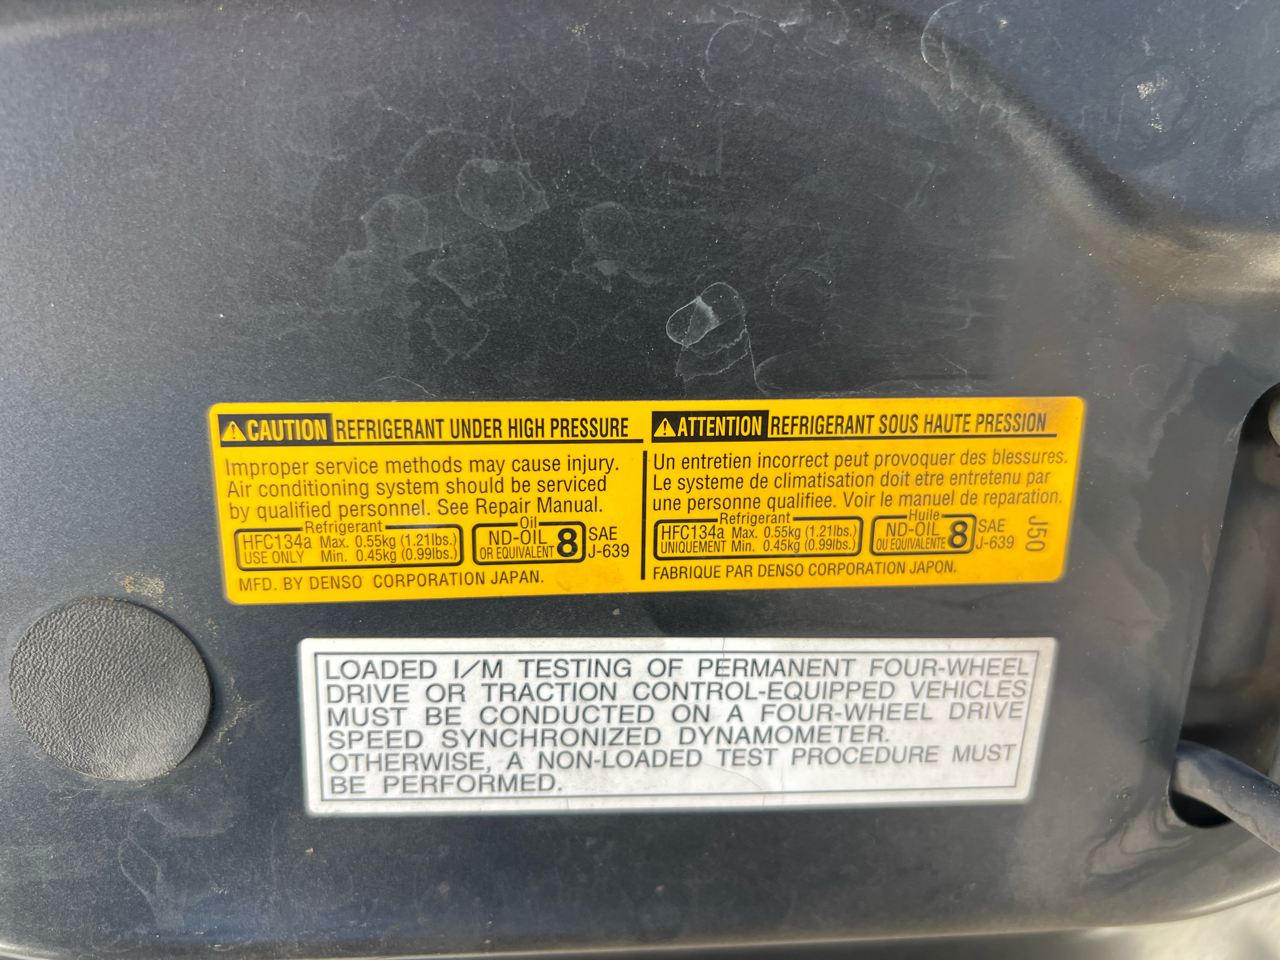 CAUTION REFRIGERANT UNDER HIGH PRESSURE
Improper service methods may cause injury.
Air conditioning system should be serviced
by qualified personnel. See Repair Manual.
Refrigerant
HFC134a Max. 0.55kg (1.21lbs.)
USE ONLY Min. 0.45kg (0.99lbs.)
Oil
ND-OIL 8
OR EQUIVALENT
SAE
J-639
MFD. BY DENSO CORPORATION JAPAN.
ATTENTION REFRIGERANT SOUS HAUTE PRESSION
Un entretien incorrect peut provoquer des blessures.
Le systeme de climatisation doit etre entretenu par
une personne qualifiee. Voir le manuel de reparation.
Refrigerant
HFC134a Max. 0.55kg (1.21lbs.)
UNIQUEMENT Min. 0.45kg (0.99lbs.)
Huile
ND-OIL 8
OU EQUIVALENTE
SAE
J-639
J50
FABRIQUE PAR DENSO CORPORATION JAPON.
LOADED I/M TESTING OF PERMANENT FOUR-WHEEL
DRIVE OR TRACTION CONTROL-EQUIPPED VEHICLES
MUST BE CONDUCTED ON A FOUR-WHEEL DRIVE
SPEED SYNCHRONIZED DYNAMOMETER.
OTHERWISE, A NON-LOADED TEST PROCEDURE MUST
BE PERFORMED.